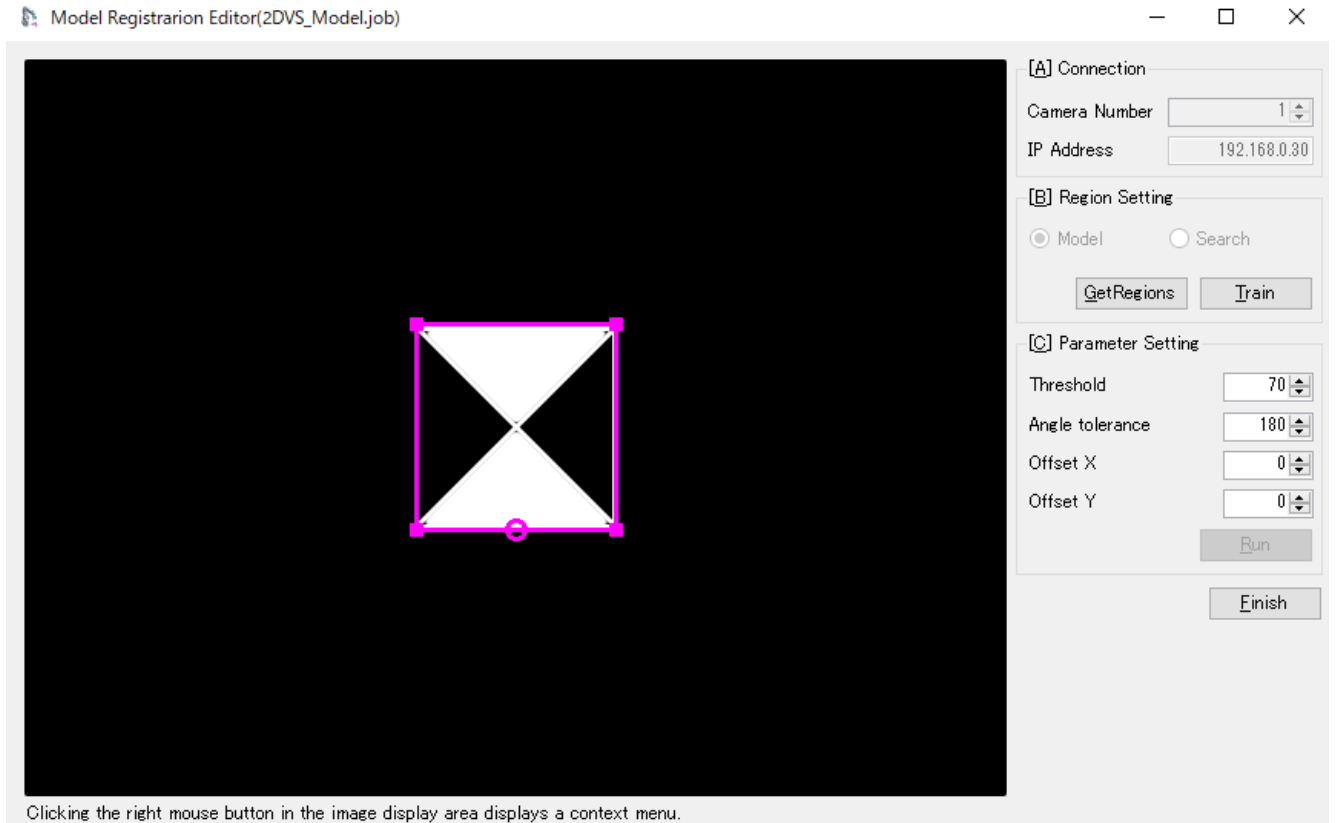 Model Registrarion Editor(2DVS_Model.job)
[A] Connection
Camera Number 1
IP Address 192.168.0.30
[B] Region Setting
Model Search
GetRegions Train
[C] Parameter Setting
Threshold 70
Angle tolerance 180
Offset X 0
Offset Y 0
Run
Finish
Clicking the right mouse button in the image display area displays a context menu.